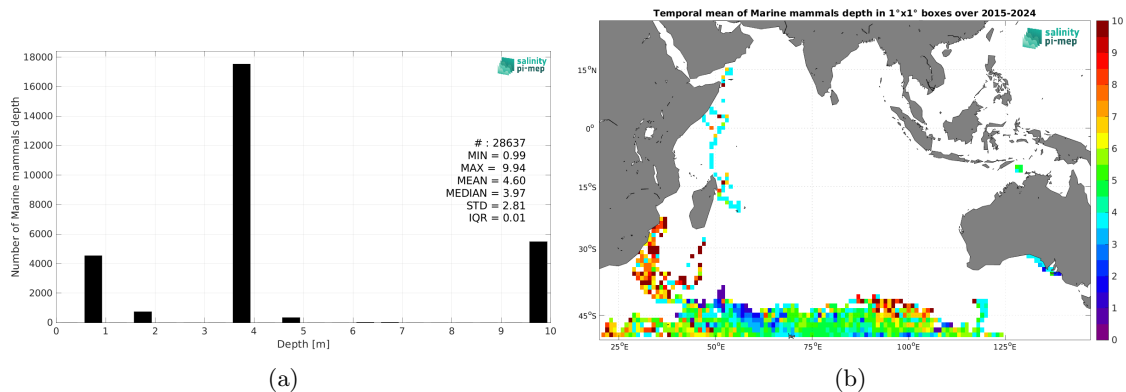 18000
16000
14000
12000
10000
8000
6000
4000
2000
0
Number of Marine mammals depth
salinity
pi-mep
# : 28637
MIN = 0.99
MAX = 9.94
MEAN = 4.60
MEDIAN = 3.97
STD = 2.81
IQR = 0.01
0 1 2 3 4 5 6 7 8 9 10
Depth [m]
(a)
Temporal mean of Marine mammals depth in 1°x1° boxes over 2015-2024
salinity
pi-mep
15°N
0°
15°S
30°S
45°S
25°E 50°E 75°E 100°E 125°E
10
9
8
7
6
5
4
3
2
1
0
(b)